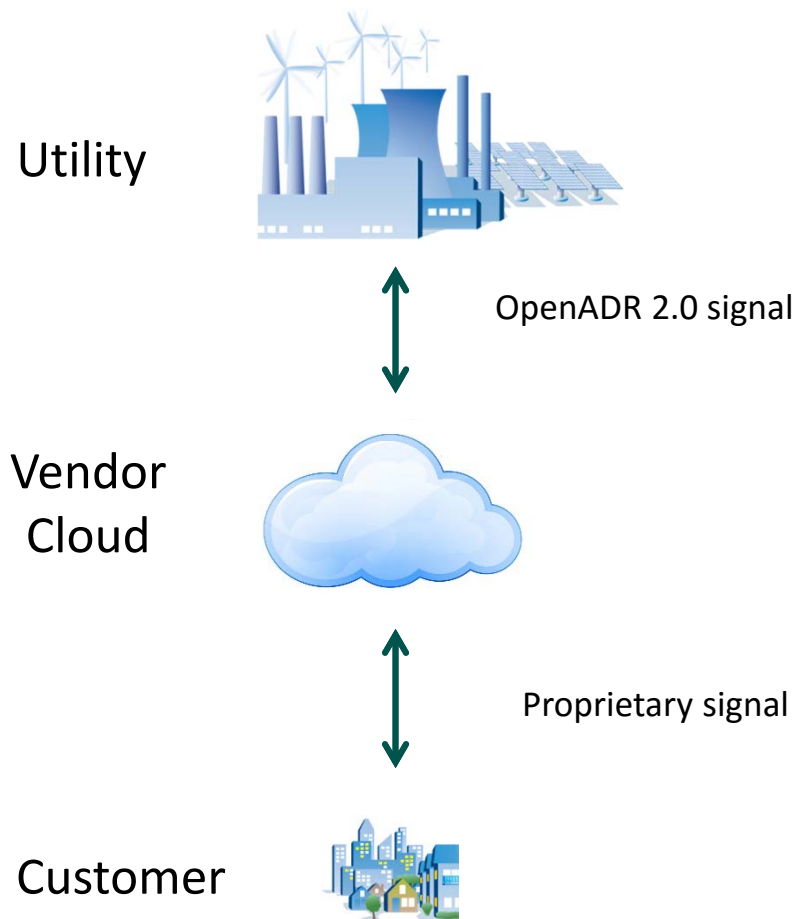 Utility
OpenADR 2.0 signal
Vendor
Cloud
Proprietary signal
Customer